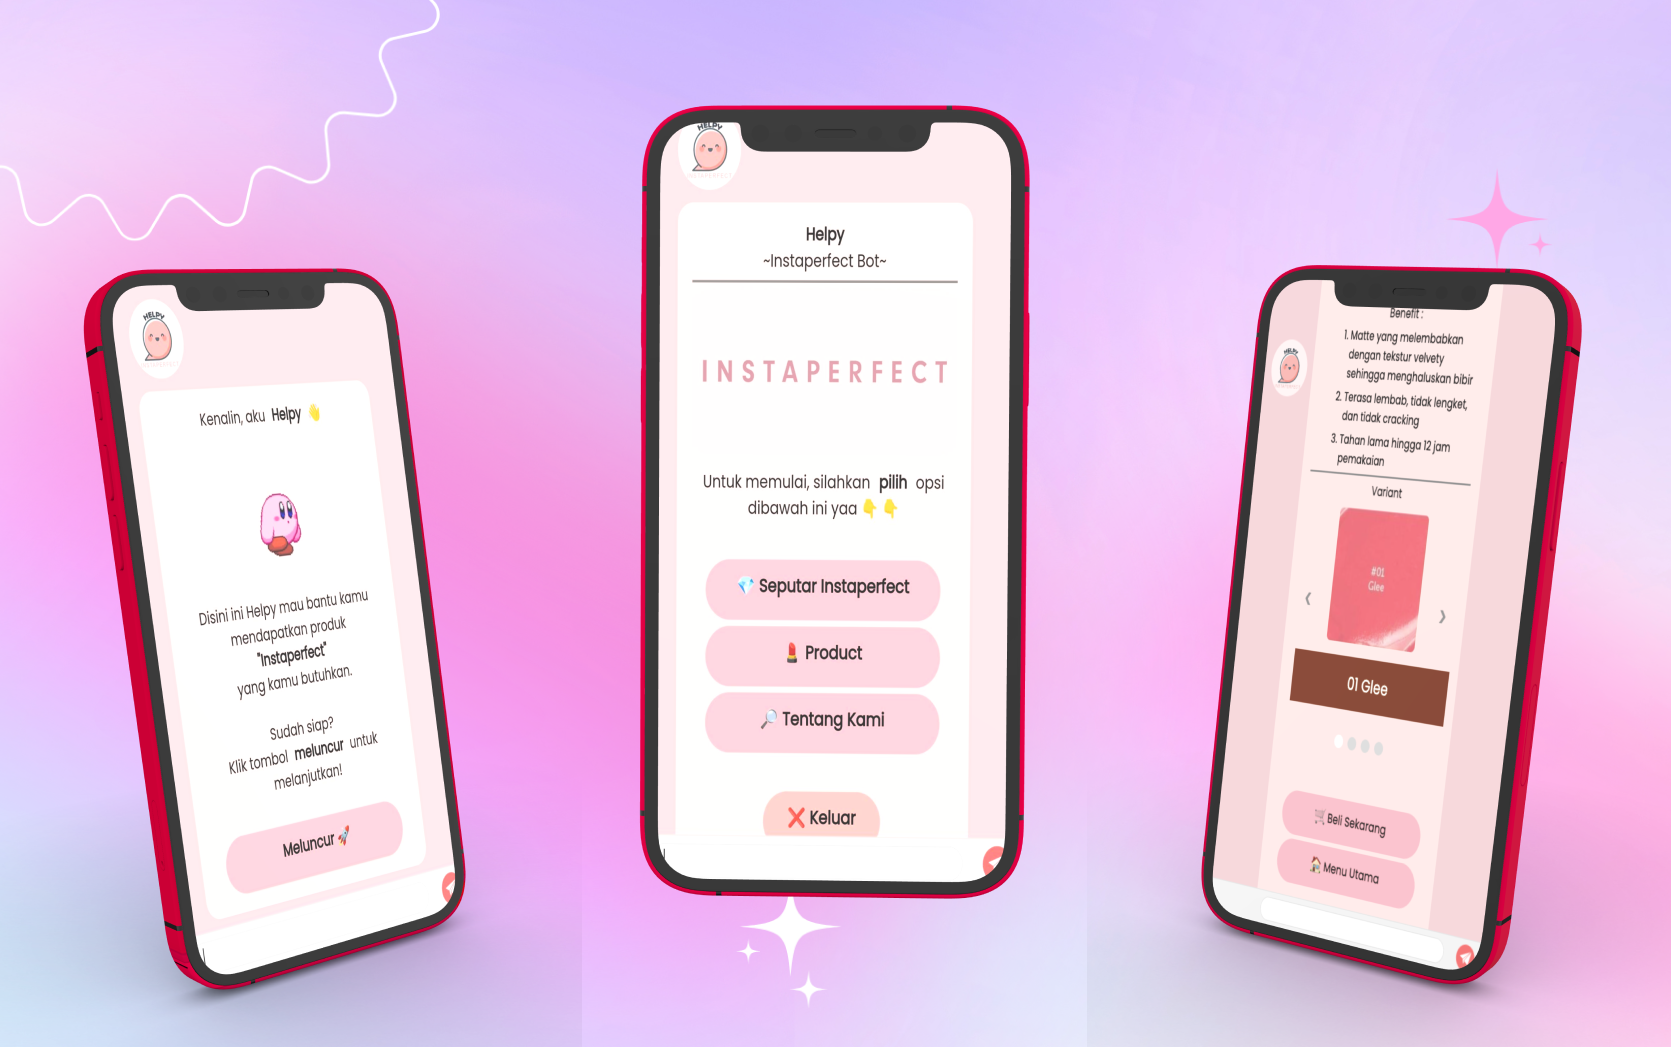 HELPY
Kenalin, aku Helpy 👋
Disini ini Helpy mau bantu kamu
mendapatkan produk
"Instaperfect"
yang kamu butuhkan.
Sudah siap?
Klik tombol meluncur untuk
melanjutkan!
Meluncur 🚀
HELPY
Helpy
~Instaperfect Bot~
INSTAPERFECT
Untuk memulai, silahkan pilih opsi
dibawah ini yaa 👇 👇
💎 Seputar Instaperfect
💄 Product
🔎 Tentang Kami
❌ Keluar
HELPY
Benefit :
1. Matte yang melembabkan
dengan tekstur velvety
sehingga menghaluskan bibir
2. Terasa lembab, tidak lengket,
dan tidak cracking
3. Tahan lama hingga 12 jam
pemakaian
Variant
#01
Glee
01 Glee
🛒 Beli Sekarang
🏠 Menu Utama